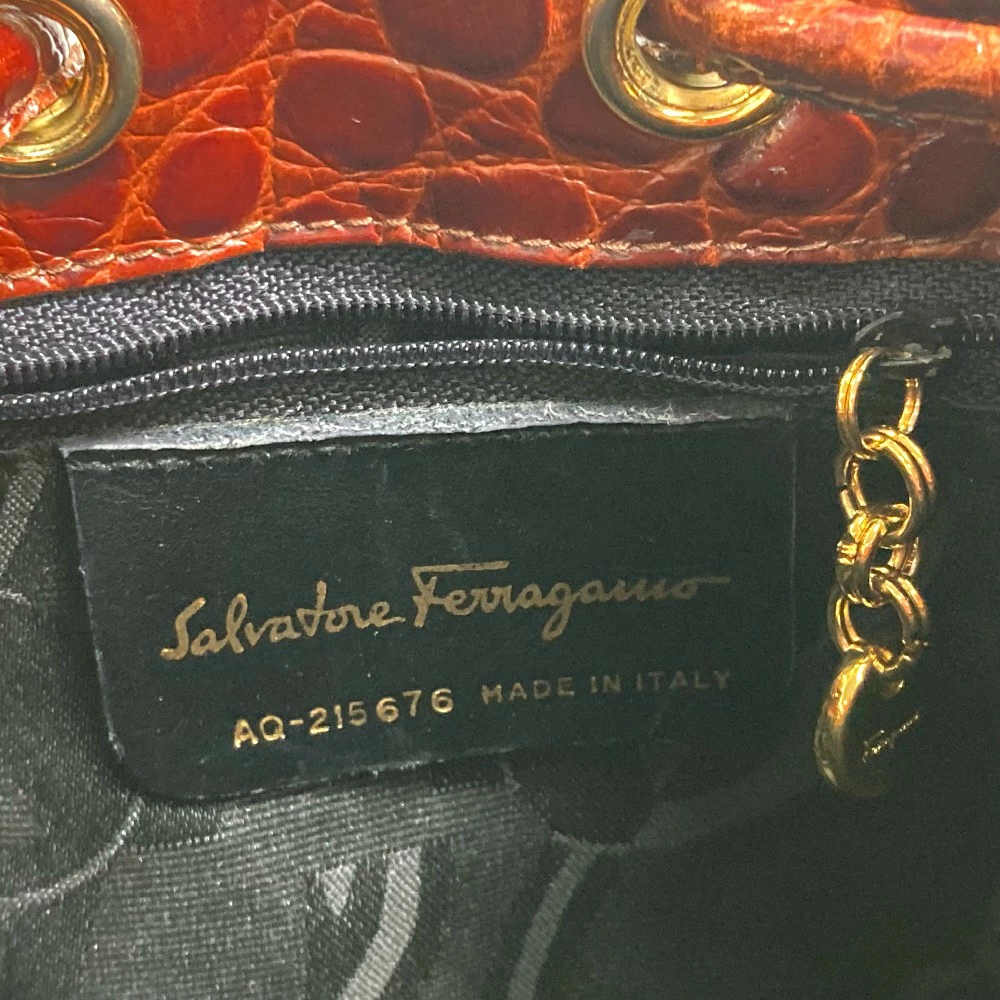 Salvatore Ferragamo
AQ-215676 MADE IN ITALY